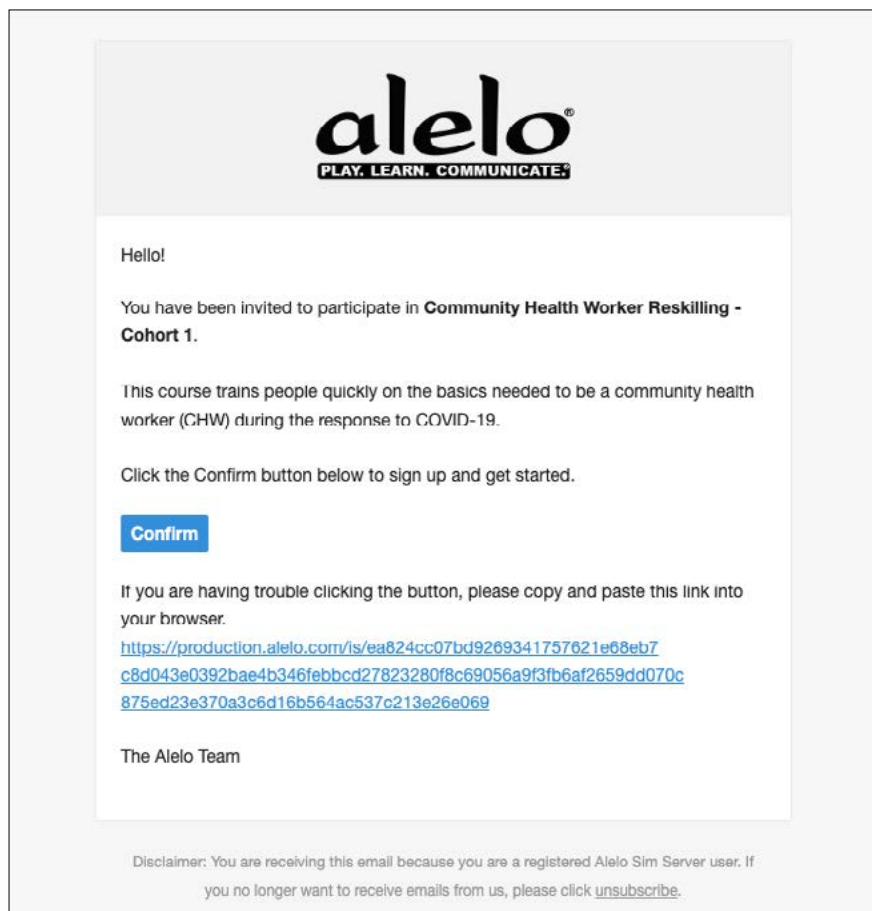 alelo®
PLAY. LEARN. COMMUNICATE.®
Hello!
You have been invited to participate in Community Health Worker Reskilling -
Cohort 1.
This course trains people quickly on the basics needed to be a community health
worker (CHW) during the response to COVID-19.
Click the Confirm button below to sign up and get started.
Confirm
If you are having trouble clicking the button, please copy and paste this link into
your browser.
https://production.alelo.com/is/ea824cc07bd9269341757621e68eb7
c8d043e0392bae4b346febbcd27823280f8c69056a9f3fb6af2659dd070c
875ed23e370a3c6d16b564ac537c213e26e069
The Alelo Team
Disclaimer: You are receiving this email because you are a registered Alelo Sim Server user. If
you no longer want to receive emails from us, please click unsubscribe.